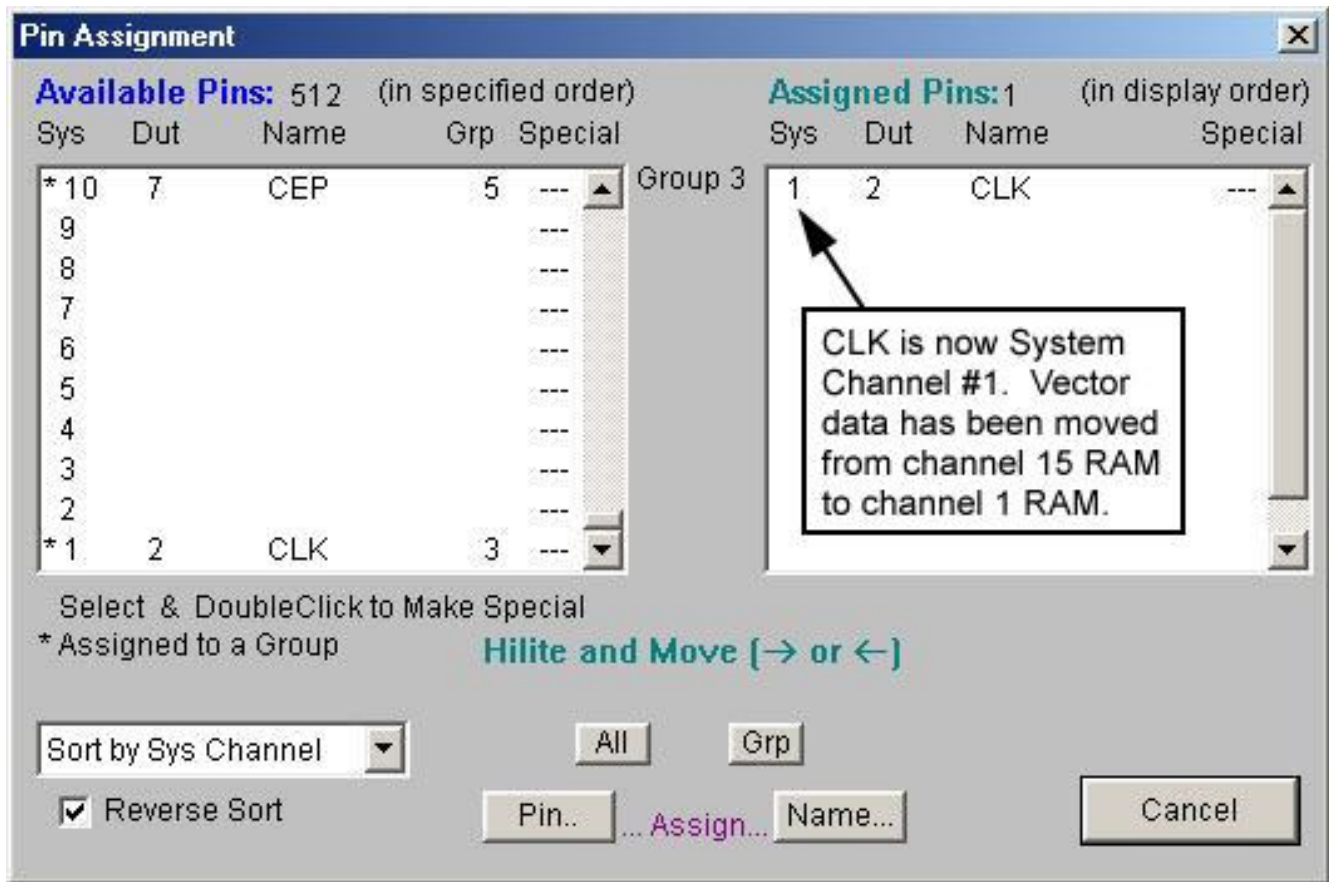 Pin Assignment
Available Pins: 512 (in specified order)
Sys Dut Name Grp Special
* 10 7 CEP 5 ---
9 ---
8 ---
7 ---
6 ---
5 ---
4 ---
3 ---
2 ---
* 1 2 CLK 3 ---
Group 3
Assigned Pins: 1 (in display order)
Sys Dut Name Special
1 2 CLK ---
CLK is now System
Channel #1. Vector
data has been moved
from channel 15 RAM
to channel 1 RAM.
Select & DoubleClick to Make Special
* Assigned to a Group
Hilite and Move (→ or ←)
Sort by Sys Channel
All Grp
Reverse Sort
Pin.. ... Assign... Name...
Cancel